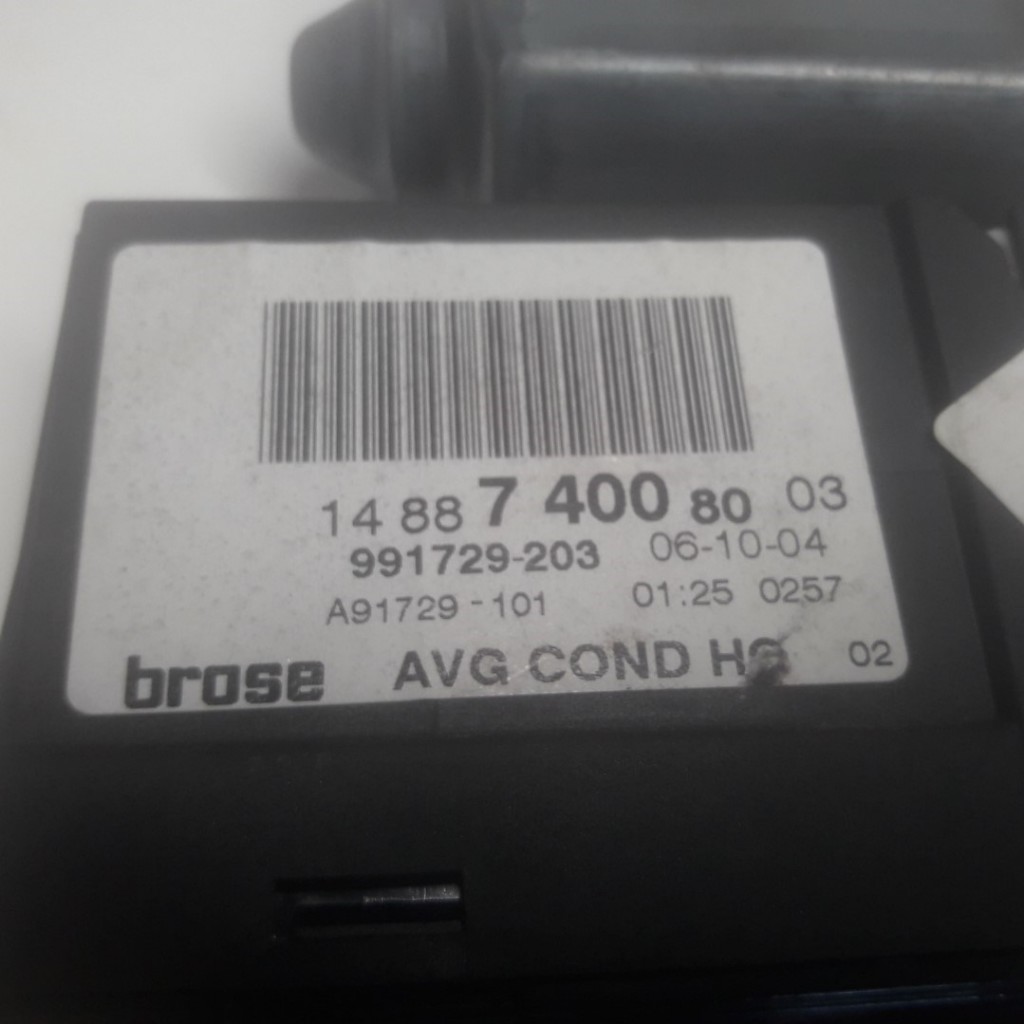 14 88 7 400 80 03
991729-203 06-10-04
A91729-101 01:25 0257
brose AVG COND HG 02